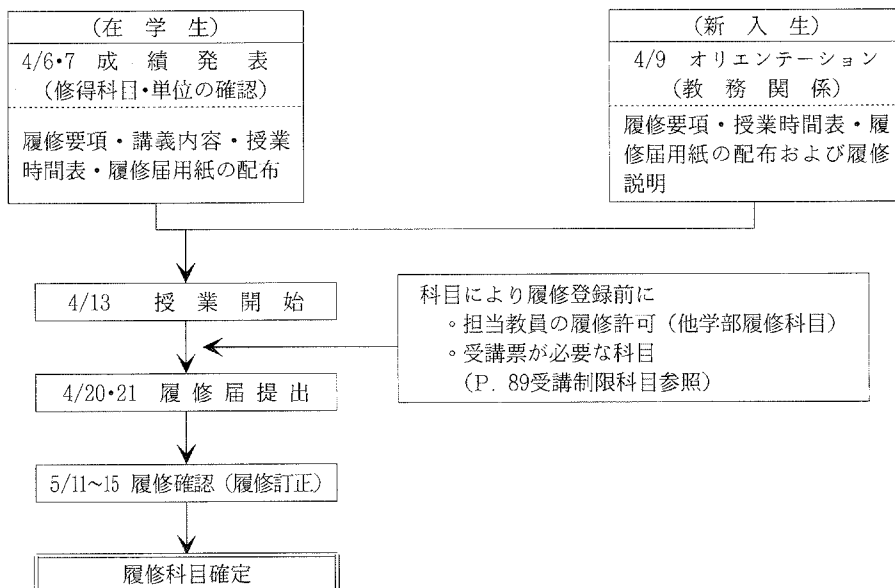 (在 学 生)
4/6・7 成 績 発 表
(修得科目・単位の確認)
履修要項・講義内容・授業
時間表・履修届用紙の配布
(新 入 生)
4/9 オリエンテーション
(教 務 関 係)
履修要項・授業時間表・履
修届用紙の配布および履修
説明
4/13 授 業 開 始
科目により履修登録前に
。担当教員の履修許可(他学部履修科目)
。受講票が必要な科目
(P. 89受講制限科目参照)
4/20・21 履 修 届 提 出
5/11~15 履修確認(履修訂正)
履修科目確定